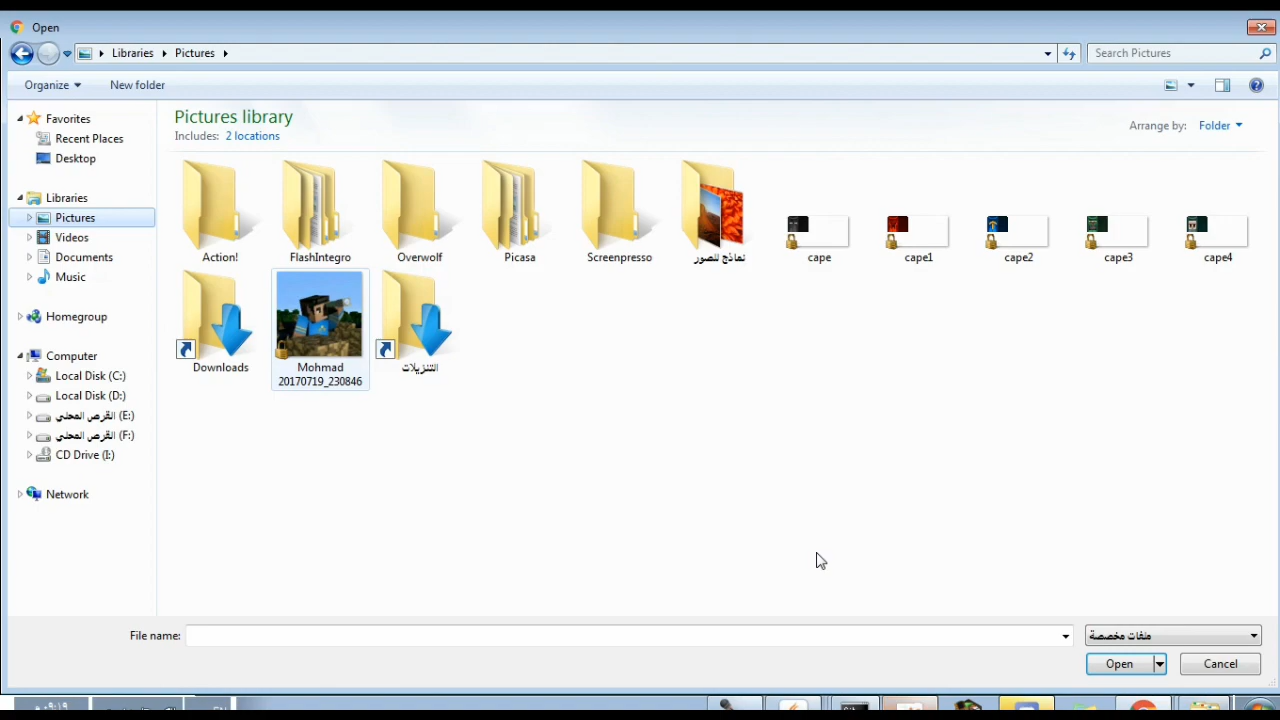 Open
Libraries
Pictures
Search Pictures
Organize
New folder
Favorites
Recent Places
Desktop
Libraries
Pictures
Videos
Documents
Music
Homegroup
Computer
Local Disk (C:)
Local Disk (D:)
القرص المحلي (E:)
القرص المحلي (F:)
CD Drive (I:)
Network
Pictures library
Includes: 2 locations
Arrange by: Folder
Action!
FlashIntegro
Overwolf
Picasa
Screenpresso
نماذج للصور
cape
cape1
cape2
cape3
cape4
Downloads
Mohmad
20170719_230846
التنزيلات
File name:
ملفات مخصصة
Open
Cancel